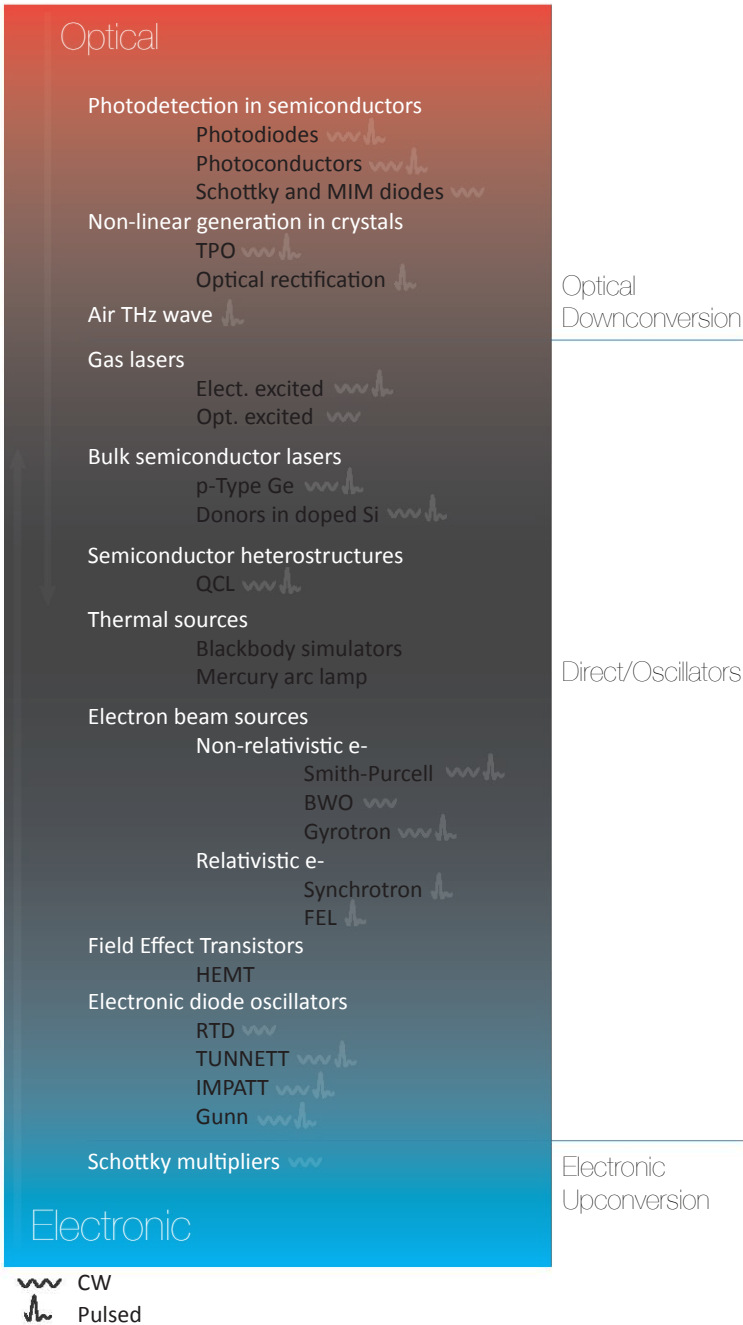 Optical
Photodetection in semiconductors
Photodiodes
Photoconductors
Schottky and MIM diodes
Non-linear generation in crystals
TPO
Optical rectification
Air THz wave
Optical
Downconversion
Gas lasers
Elect. excited
Opt. excited
Bulk semiconductor lasers
p-Type Ge
Donors in doped Si
Semiconductor heterostructures
QCL
Thermal sources
Blackbody simulators
Mercury arc lamp
Direct/Oscillators
Electron beam sources
Non-relativistic e-
Smith-Purcell
BWO
Gyrotron
Relativistic e-
Synchrotron
FEL
Field Effect Transistors
HEMT
Electronic diode oscillators
RTD
TUNNETT
IMPATT
Gunn
Schottky multipliers
Electronic
Upconversion
Electronic
CW
Pulsed